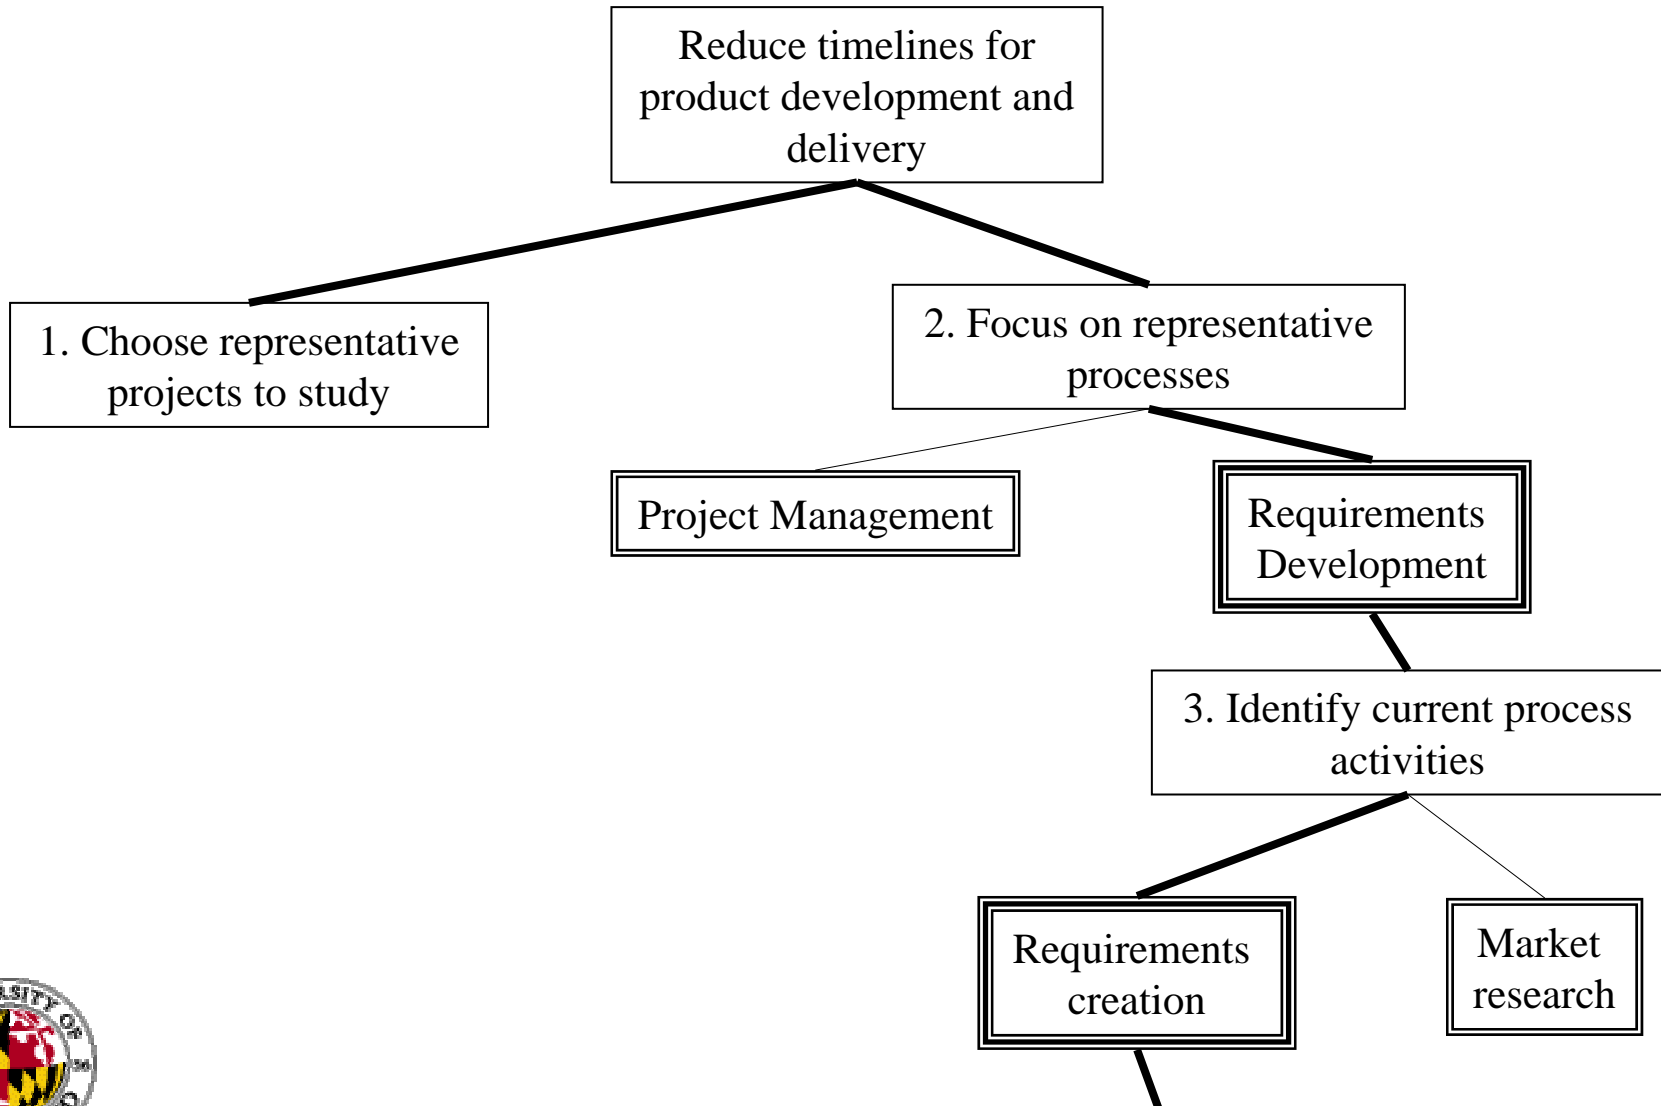 Reduce timelines for
product development and
delivery
1. Choose representative
projects to study
2. Focus on representative
processes
Project Management
Requirements
Development
3. Identify current process
activities
Requirements
creation
Market
research